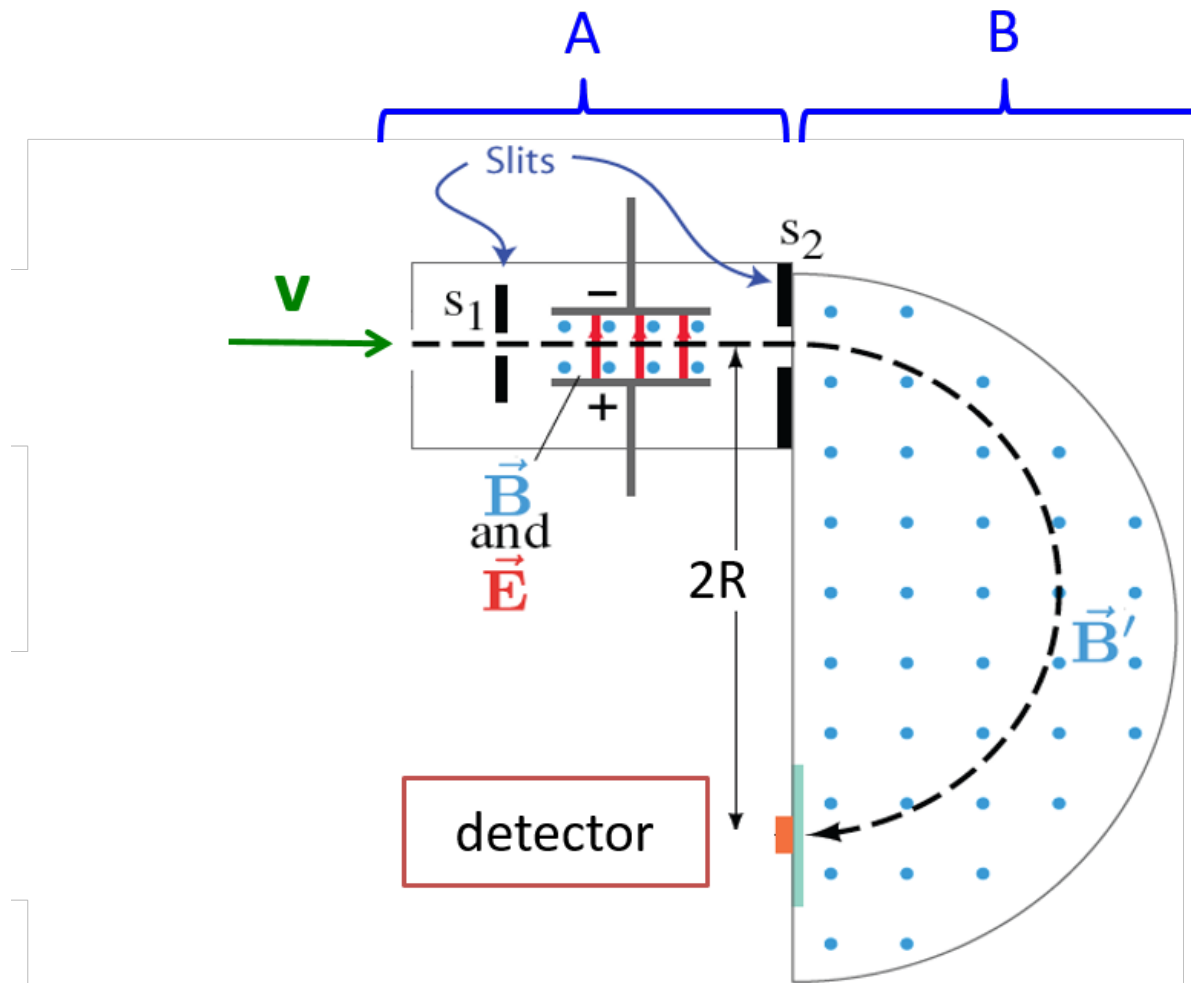 A
B
Slits
s₂
v
s₁
−
+
B⃗
and
E⃗
2R
B⃗′
detector